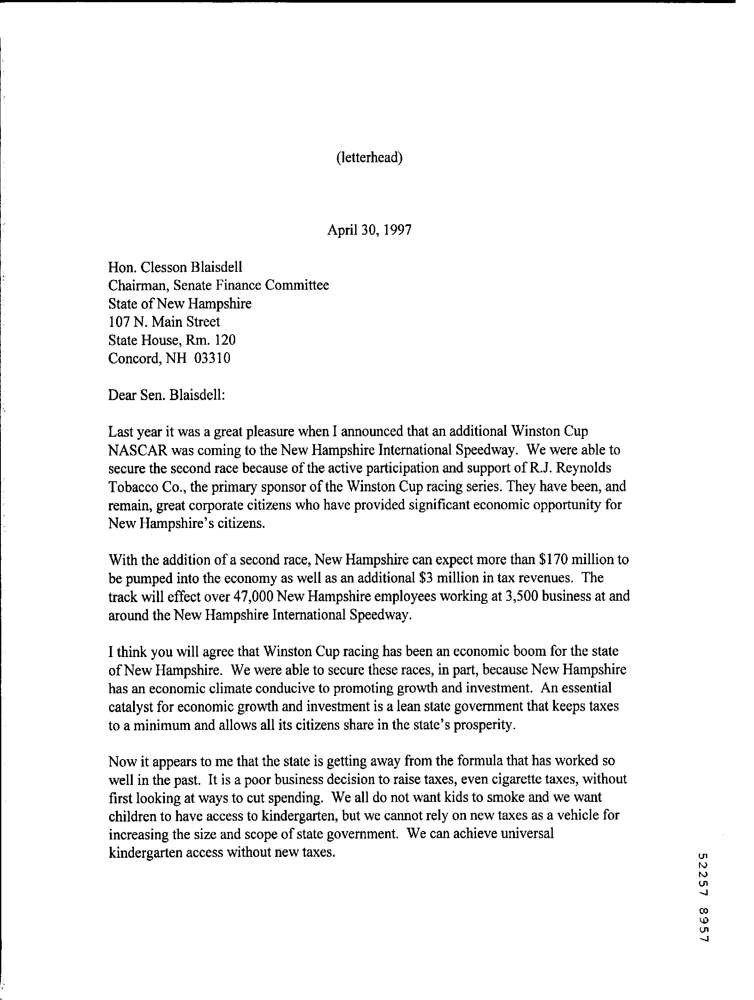 (letterhead)
April 30, 1997
Hon. Clesson Blaisdell
Chairman, Senate Finance Committee
State of New Hampshire
107 N. Main Street
State House, Rm. 120
Concord, NH 03310
Dear Sen. Blaisdell:
Last year it was a great pleasure when I announced that an additional Winston Cup
NASCAR was coming to the New Hampshire International Speedway. We were able to
secure the second race because of the active participation and support of R.J. Reynolds
Tobacco Co., the primary sponsor of the Winston Cup racing series. They have been, and
remain, great corporate citizens who have provided significant economic opportunity for
New Hampshire's citizens.
With the addition of a second race, New Hampshire can expect more than $170 million to
be pumped into the economy as well as an additional $3 million in tax revenues. The
track will effect over 47,000 New Hampshire employees working at 3,500 business at and
around the New Hampshire International Speedway.
I think you will agree that Winston Cup racing has been an economic boom for the state
of New Hampshire. We were able to secure these races, in part, because New Hampshire
has an economic climate conducive to promoting growth and investment. An essential
catalyst for economic growth and investment is a lean state government that keeps taxes
to a minimum and allows all its citizens share in the state's prosperity.
Now it appears to me that the state is getting away from the formula that has worked so
well in the past. It is a poor business decision to raise taxes, even cigarette taxes, without
first looking at ways to cut spending. We all do not want kids to smoke and we want
children to have access to kindergarten, but we cannot rely on new taxes as a vehicle for
increasing the size and scope of state government. We can achieve universal
kindergarten access without new taxes.
52257 8957